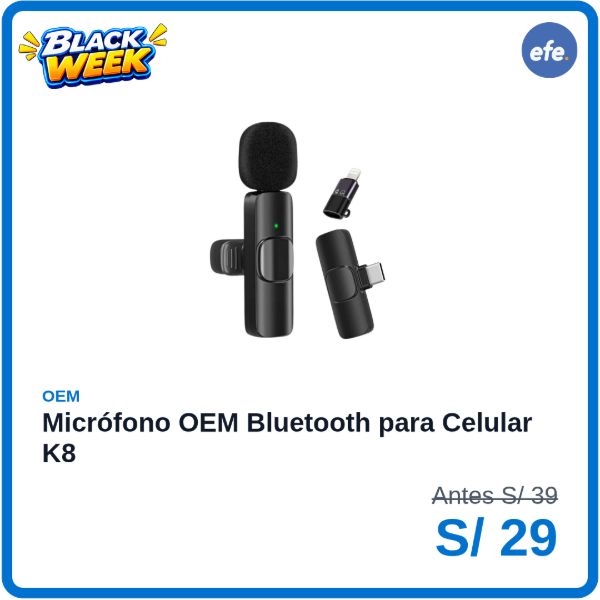 BLACK
WEEK
efe.
OEM
Micrófono OEM Bluetooth para Celular
K8
Antes S/ 39
S/ 29